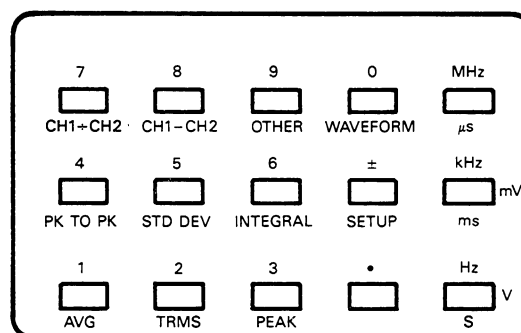 7 8 9 0 MHz
CH1÷CH2 CH1−CH2 OTHER WAVEFORM μs
4 5 6 ± kHz
mV
PK TO PK STD DEV INTEGRAL SETUP ms
1 2 3 • Hz
V
AVG TRMS PEAK S